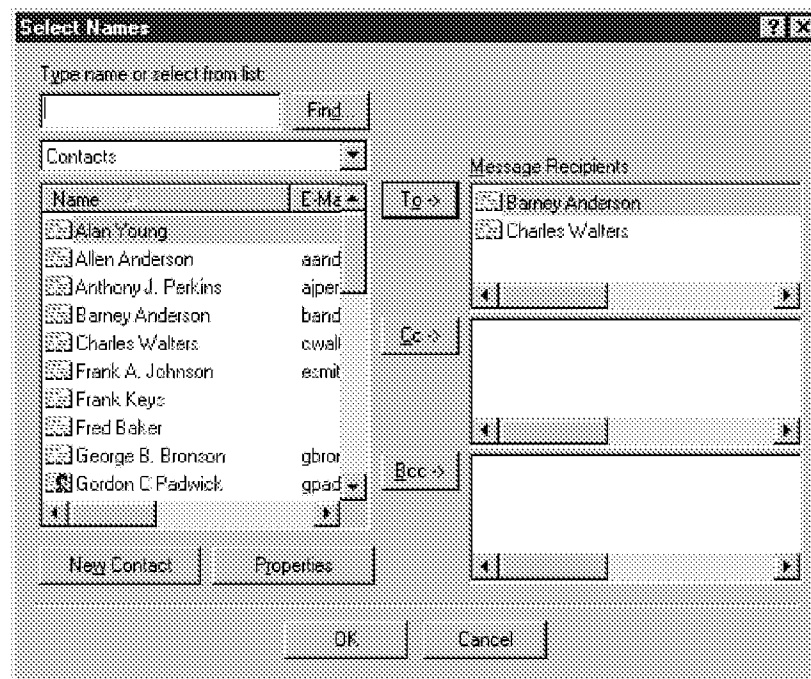 Select Names
Type name or select from list:
Find...
Contacts
Name E-Ma
Alan Young
Allen Anderson aand
Anthony J. Perkins ajper
Barney Anderson band
Charles Walters cwalt
Frank A. Johnson esmit
Frank Keys
Fred Baker
George B. Bronson gbron
Gordon C Padwick gpad
New Contact
Properties
To ->
Cc ->
Bcc ->
Message Recipients
Barney Anderson
Charles Walters
OK
Cancel